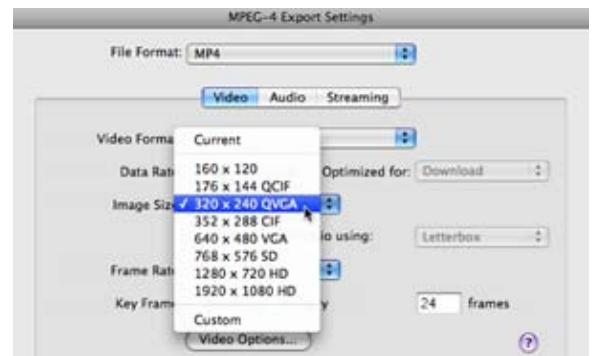 MPEG-4 Export Settings
File Format: MP4
Video Audio Streaming
Video Forma
Current
Data Rat
160 x 120
Optimized for: Download
176 x 144 QCIF
Image Siz ✓ 320 x 240 QVGA
352 x 288 CIF
640 x 480 VGA
io using: Letterbox
768 x 576 SD
Frame Rat
1280 x 720 HD
1920 x 1080 HD
Key Fram
y 24 frames
Custom
Video Options...
?